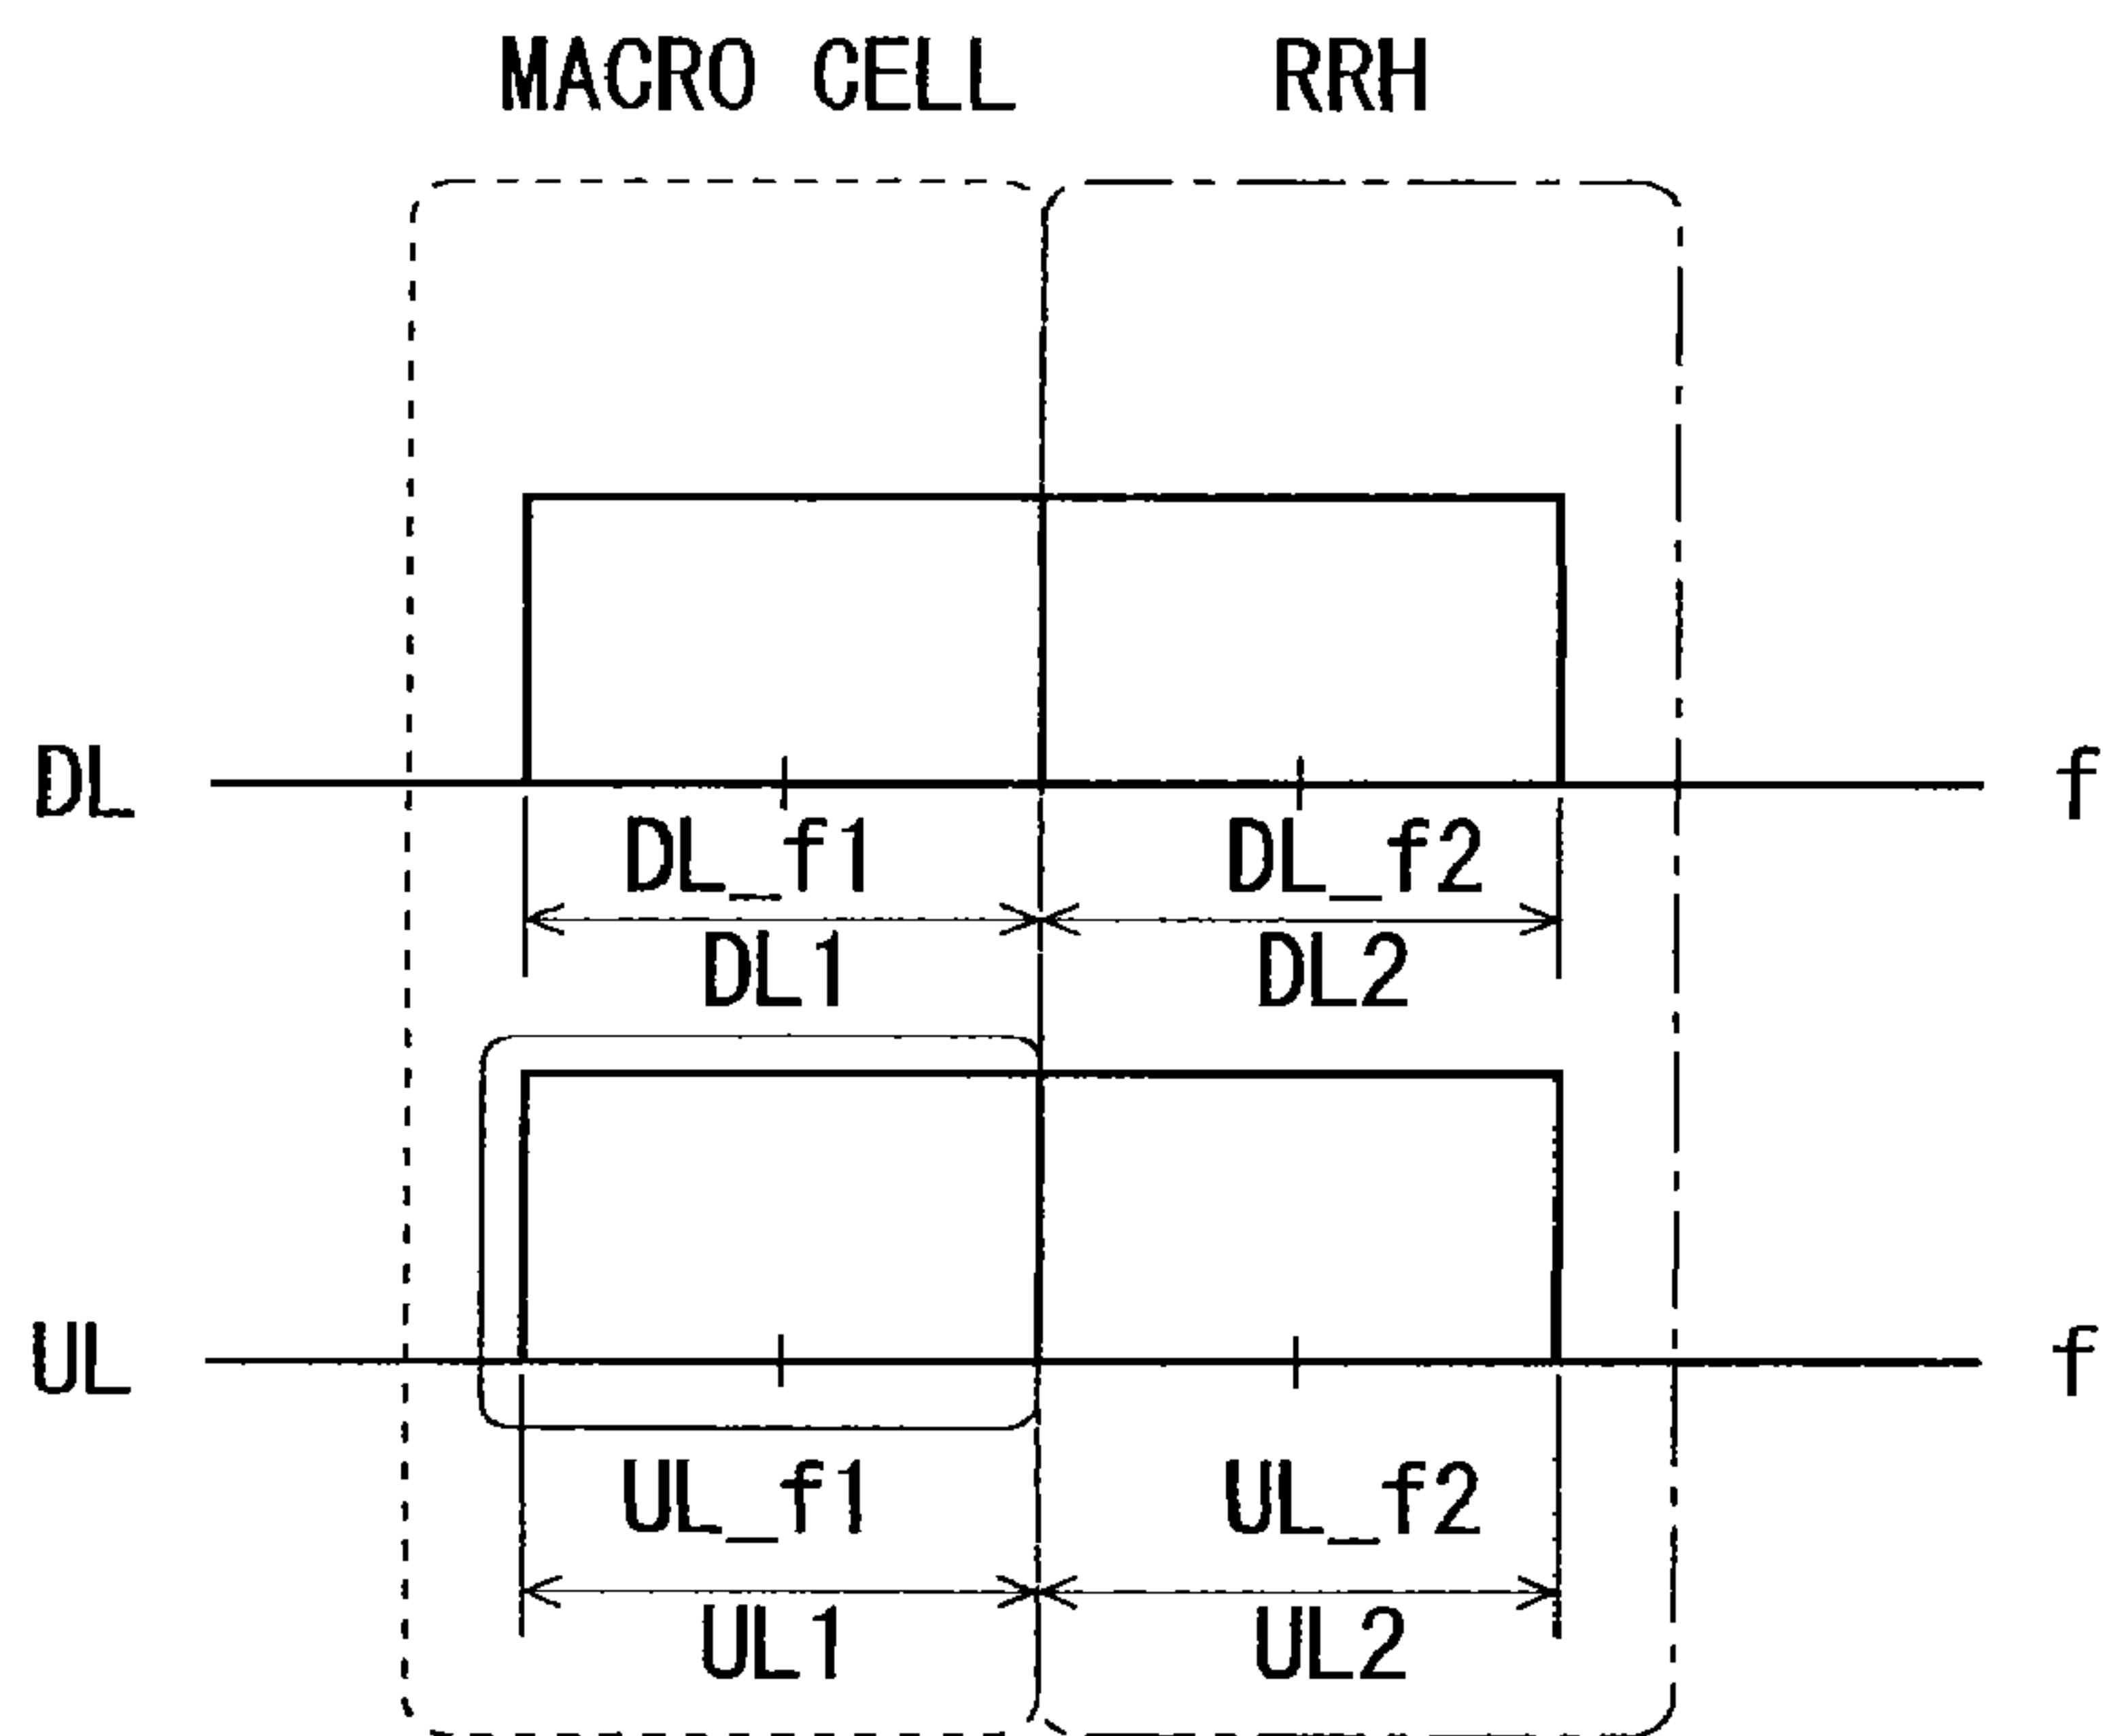 MACRO CELL RRH
DL f
DL_f1 DL_f2
DL1 DL2
UL f
UL_f1 UL_f2
UL1 UL2